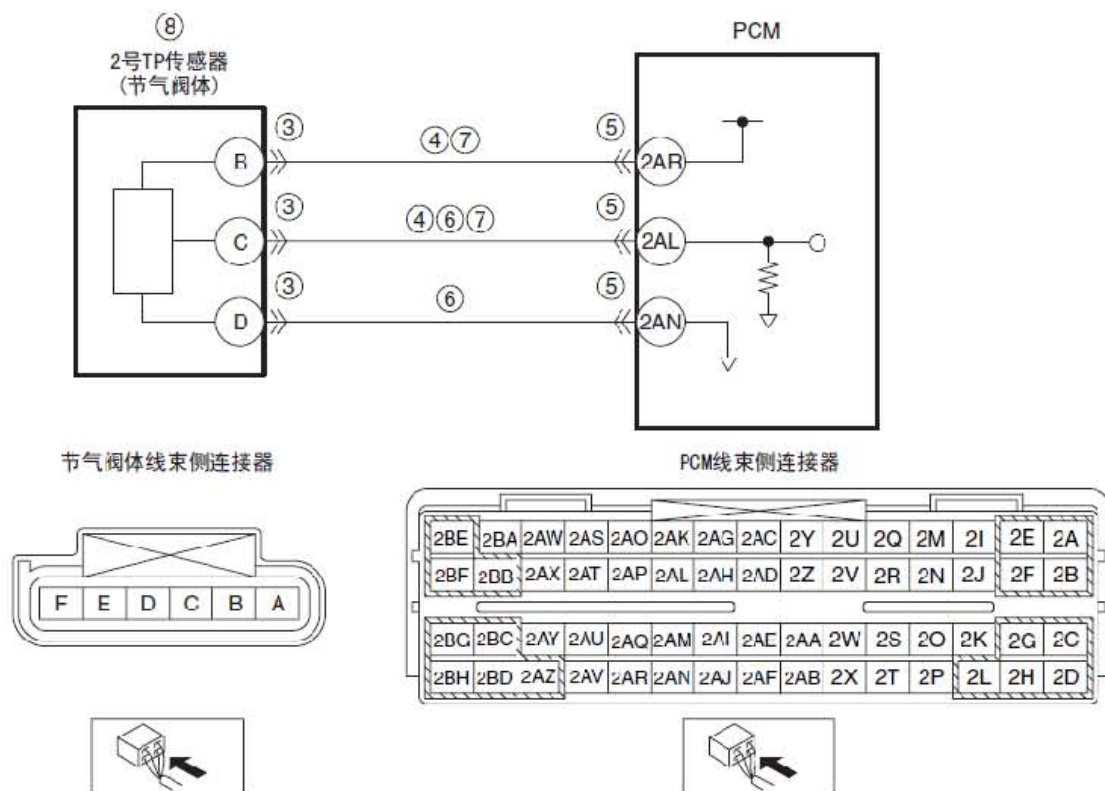 ⑧
2号TP传感器
(节气阀体)
PCM
③
④⑦
⑤
B
2AR
③
④⑥⑦
⑤
C
2AL
③
⑥
⑤
D
2AN
节气阀体线束侧连接器
PCM线束侧连接器
F E D C B A
2BE 2BA 2AW 2AS 2AO 2AK 2AG 2AC 2Y 2U 2Q 2M 2I 2E 2A
2BF 2BB 2AX 2AT 2AP 2AL 2AH 2AD 2Z 2V 2R 2N 2J 2F 2B
2BG 2BC 2AY 2AU 2AQ 2AM 2AI 2AE 2AA 2W 2S 2O 2K 2G 2C
2BH 2BD 2AZ 2AV 2AR 2AN 2AJ 2AF 2AB 2X 2T 2P 2L 2H 2D